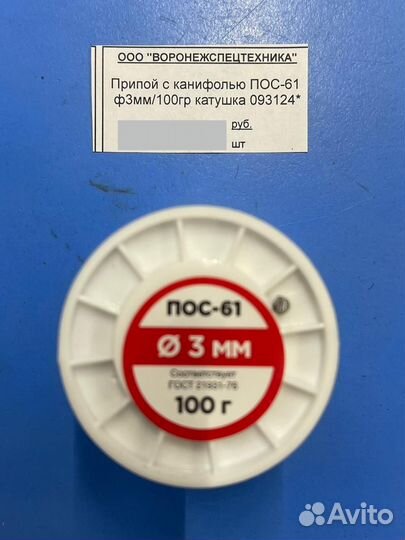 ООО "ВОРОНЕЖСПЕЦТЕХНИКА"
Припой с канифолью ПОС-61
ф3мм/100гр катушка 093124*
руб.
шт
ПОС-61
Ø 3 мм
Соответствует
ГОСТ 21931-76
100 г
Avito